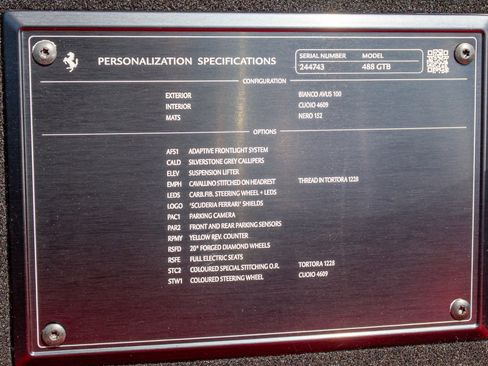 PERSONALIZATION SPECIFICATIONS
SERIAL NUMBER MODEL
244743 488 GTB
CONFIGURATION
EXTERIOR BIANCO AVUS 100
INTERIOR CUOIO 4609
MATS NERO 152
OPTIONS
AFS1 ADAPTIVE FRONTLIGHT SYSTEM
CALD SILVERSTONE GREY CALLIPERS
ELEV SUSPENSION LIFTER
EMPH CAVALLINO STITCHED ON HEADREST THREAD IN TORTORA 1228
LEDS CARB.FIB. STEERING WHEEL + LEDS
LOGO "SCUDERIA FERRARI" SHIELDS
PAC1 PARKING CAMERA
PAR2 FRONT AND REAR PARKING SENSORS
RPMY YELLOW REV. COUNTER
RSFD 20" FORGED DIAMOND WHEELS
RSFE FULL ELECTRIC SEATS
STC2 COLOURED SPECIAL STITCHING O.R. TORTORA 1228
STW1 COLOURED STEERING WHEEL CUOIO 4609